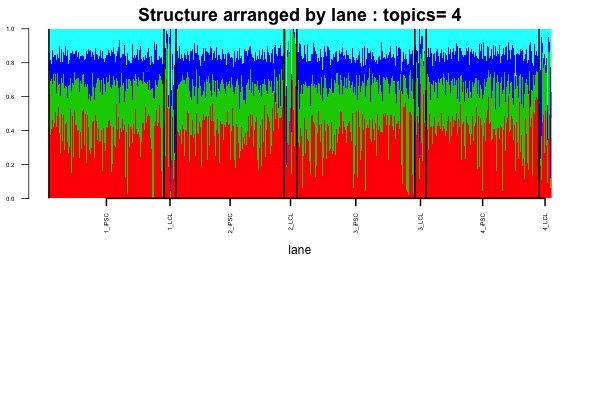 Structure arranged by lane : topics= 4
1.0
0.8
0.6
0.4
0.2
0.0
1_iPSC
1_LCL
2_iPSC
2_LCL
3_iPSC
3_LCL
4_iPSC
4_LCL
lane